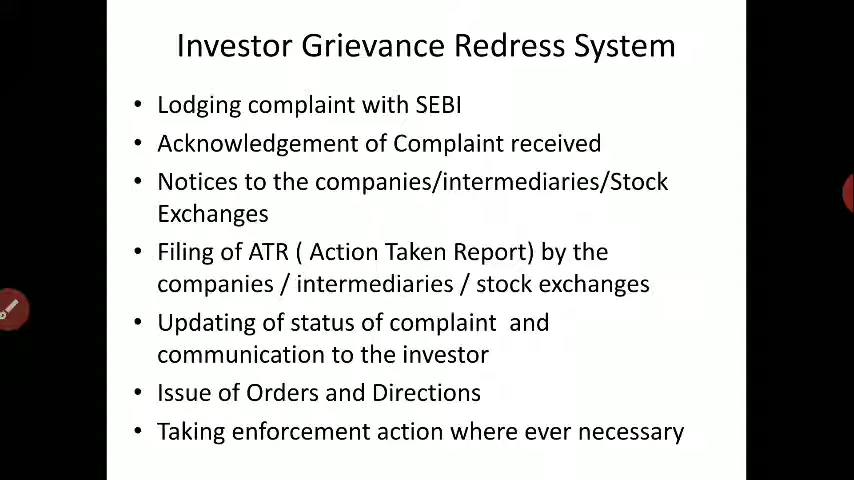 Investor Grievance Redress System
• Lodging complaint with SEBI
• Acknowledgement of Complaint received
• Notices to the companies/intermediaries/Stock
Exchanges
• Filing of ATR ( Action Taken Report) by the
companies / intermediaries / stock exchanges
• Updating of status of complaint  and
communication to the investor
• Issue of Orders and Directions
• Taking enforcement action where ever necessary